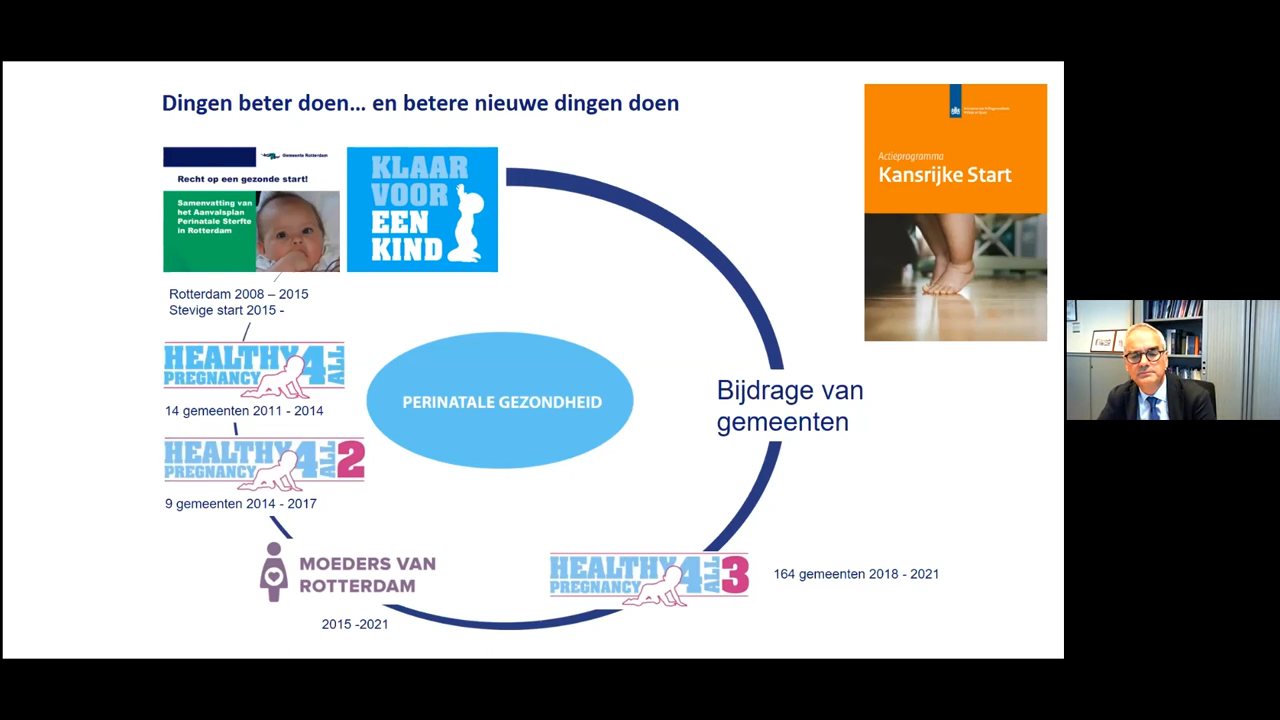 Dingen beter doen... en betere nieuwe dingen doen
Gemeente Rotterdam
Recht op een gezonde start!
Samenvatting van
het Aanvalsplan
Perinatale Sterfte
in Rotterdam
KLAAR
VOOR
EEN
KIND
Actieprogramma
Kansrijke Start
Rotterdam 2008 – 2015
Stevige start 2015 -
HEALTHY
PREGNANCY
4
ALL
14 gemeenten 2011 - 2014
HEALTHY
PREGNANCY
4
ALL
2
9 gemeenten 2014 - 2017
PERINATALE GEZONDHEID
Bijdrage van
gemeenten
MOEDERS VAN
ROTTERDAM
2015 -2021
HEALTHY
PREGNANCY
4
ALL
3
164 gemeenten 2018 - 2021